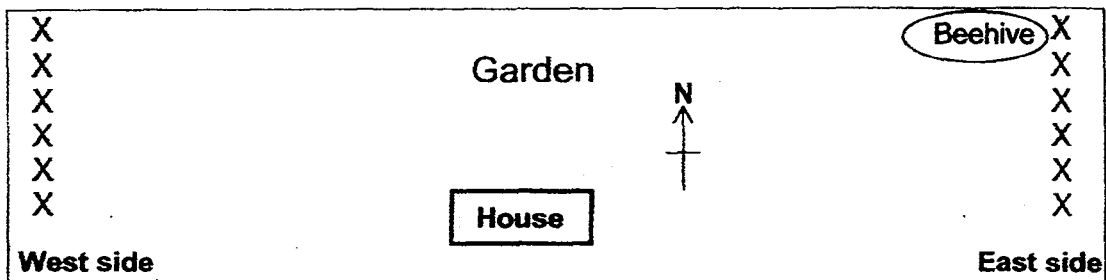 X Beehive X
X Garden X
X N X
X X
X X
X House X
West side East side